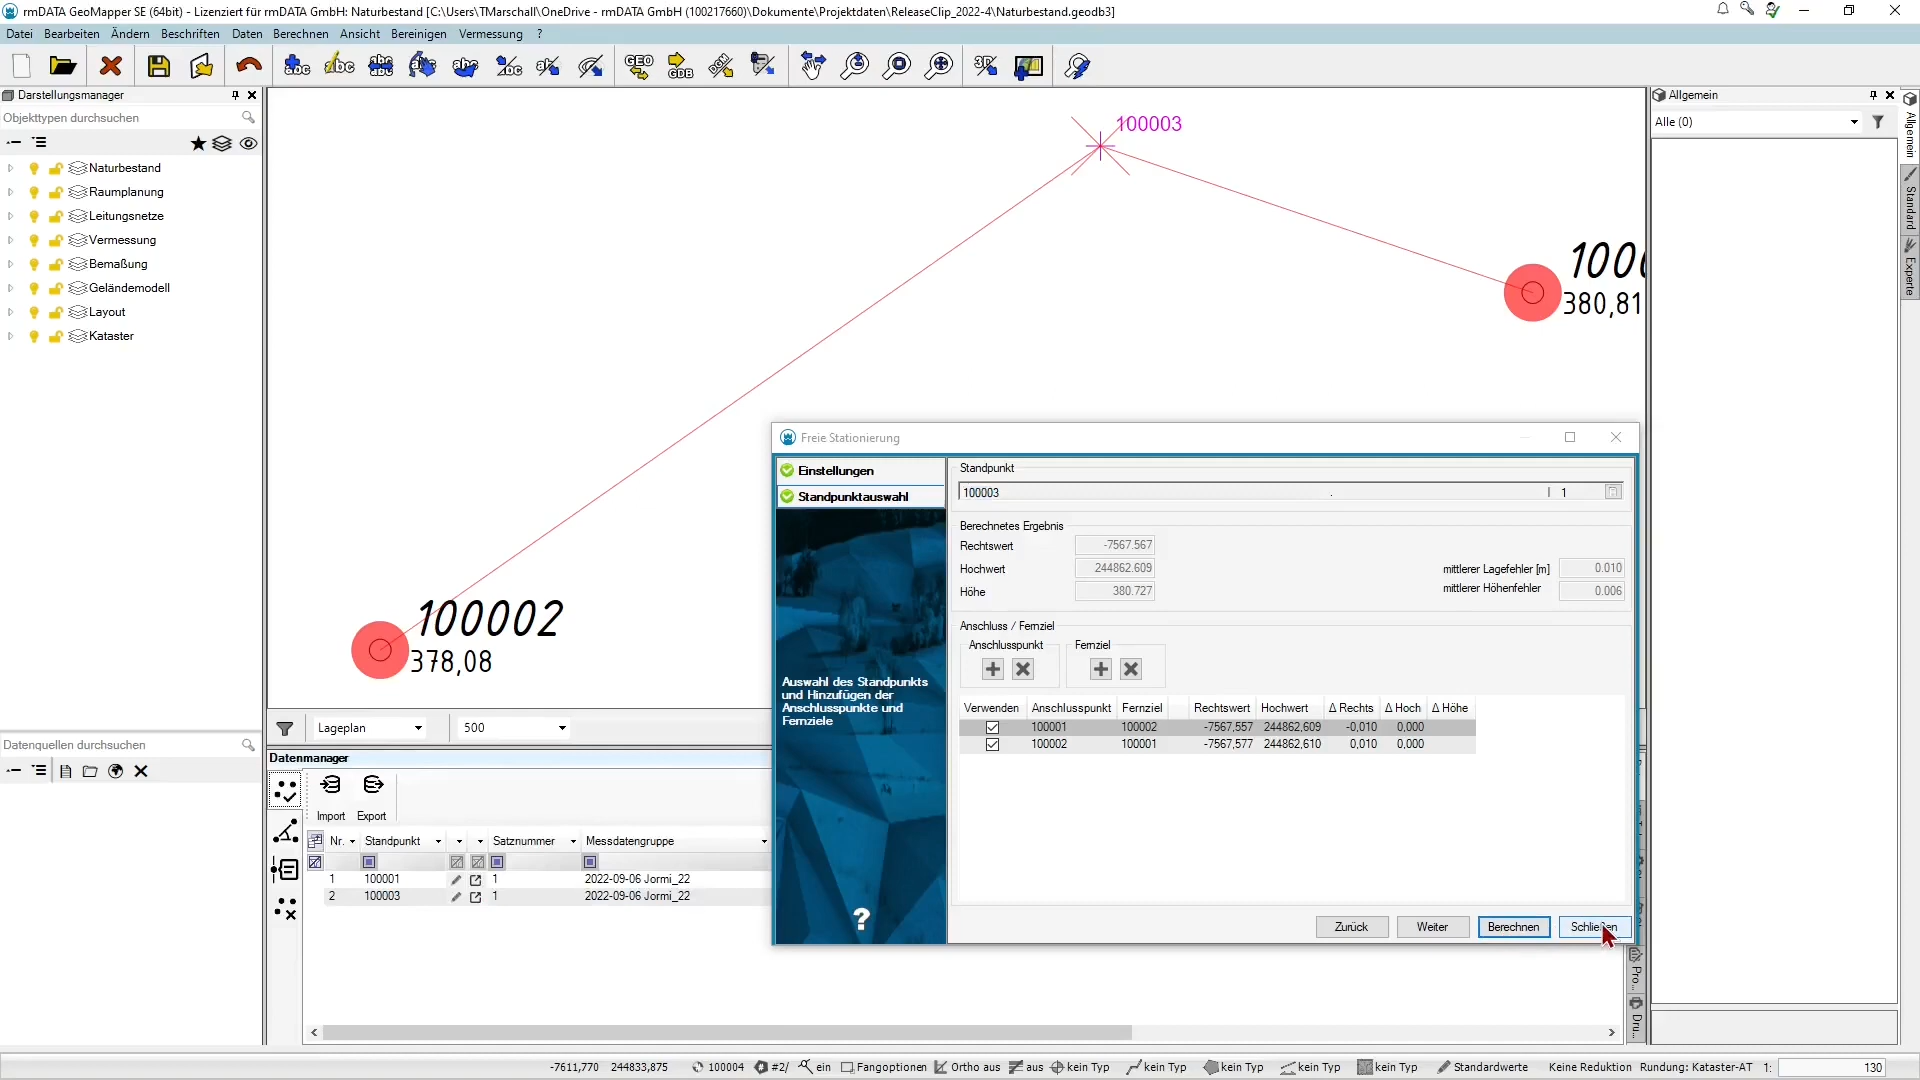 rmDATA GeoMapper SE (64bit) - Lizenziert für rmDATA GmbH: Naturbestand [C:\Users\TMarschall\OneDrive - rmDATA GmbH (100217660)\Dokumente\Projektdaten\ReleaseClip_2022-4\Naturbestand.geodb3]
Datei Bearbeiten Ändern Beschriften Daten Berechnen Ansicht Bereinigen Vermessung ?
Darstellungsmanager
Objekttypen durchsuchen
Naturbestand
Raumplanung
Leitungsnetze
Vermessung
Bemaßung
Geländemodell
Layout
Kataster
Datenquellen durchsuchen
100003
380,81
100002
378,08
Lageplan 500
Datenmanager
Import Export
Nr. Standpunkt Satznummer Messdatengruppe
1 100001 1 2022-09-06 Jormi_22
2 100003 1 2022-09-06 Jormi_22
Freie Stationierung
Einstellungen
Standpunktauswahl
Auswahl des Standpunkts
und Hinzufügen der
Anschlusspunkte und
Fernziele
?
Standpunkt
100003 . | 1
Berechnetes Ergebnis
Rechtswert -7567.567
Hochwert 244862.609 mittlerer Lagefehler [m] 0.010
Höhe 380.727 mittlerer Höhenfehler 0.006
Anschluss / Fernziel
Anschlusspunkt Fernziel
Verwenden Anschlusspunkt Fernziel Rechtswert Hochwert Δ Rechts Δ Hoch Δ Höhe
100001 100002 -7567,557 244862,609 -0,010 0,000
100002 100001 -7567,577 244862,610 0,010 0,000
Zurück Weiter Berechnen Schließen
Allgemein
Alle (0)
Allgemein
Standard
Experte
Pro...
Dru...
-7611,770 244833,875 100004 #2/ ein Fangoptionen Ortho aus aus kein Typ kein Typ kein Typ kein Typ kein Typ Standardwerte Keine Reduktion Rundung: Kataster-AT 1: 130